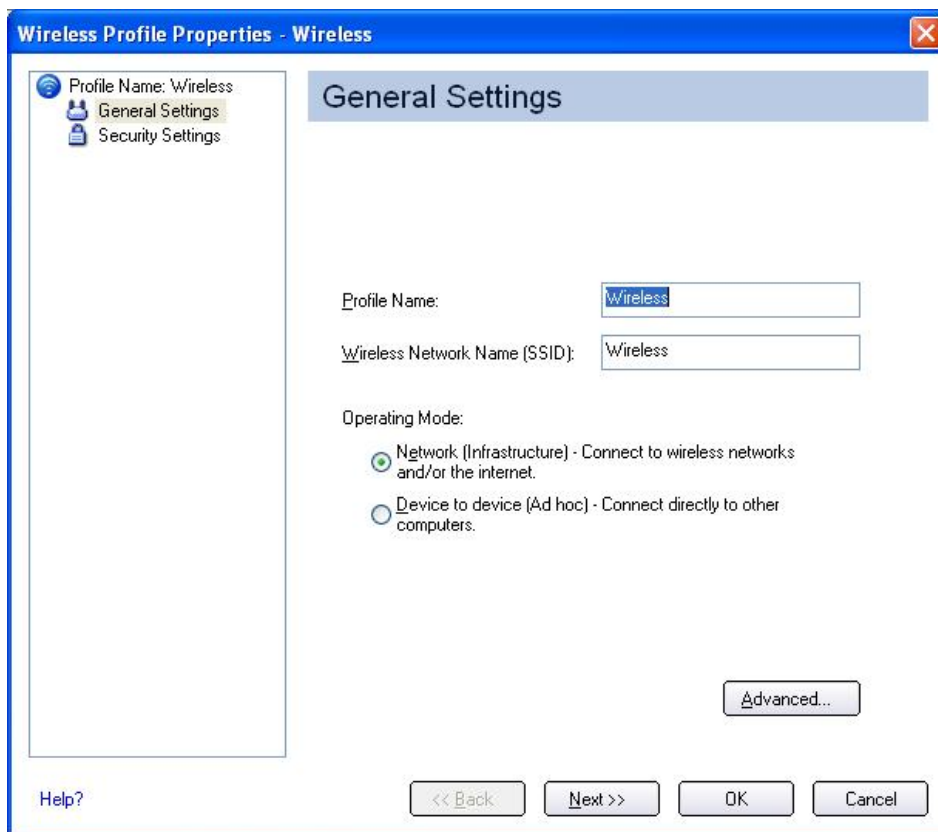 Wireless Profile Properties - Wireless
Profile Name: Wireless
General Settings
Security Settings
General Settings
Profile Name:
Wireless
Wireless Network Name (SSID):
Wireless
Operating Mode:
Network (Infrastructure) - Connect to wireless networks
and/or the internet.
Device to device (Ad hoc) - Connect directly to other
computers.
Advanced...
Help?
<< Back
Next >>
OK
Cancel